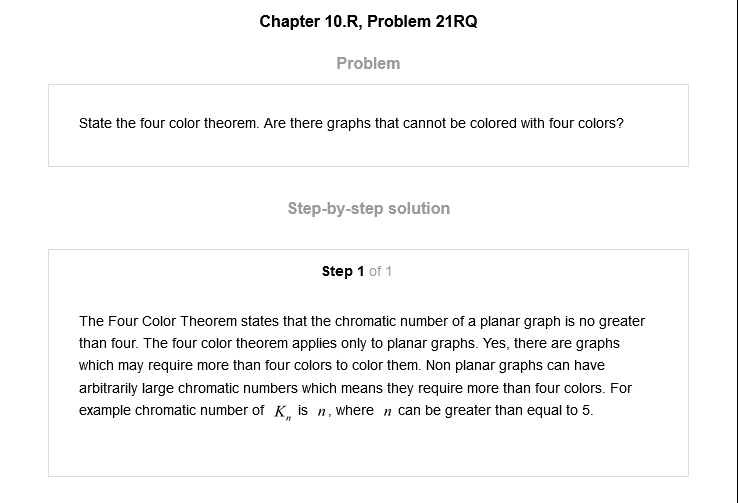 Chapter 10.R, Problem 21RQ
Problem
State the four color theorem. Are there graphs that cannot be colored with four colors?
Step-by-step solution
Step 1 of 1
The Four Color Theorem states that the chromatic number of a planar graph is no greater
than four. The four color theorem applies only to planar graphs. Yes, there are graphs
which may require more than four colors to color them. Non planar graphs can have
arbitrarily large chromatic numbers which means they require more than four colors. For
example chromatic number of Kₙ is n, where n can be greater than equal to 5.